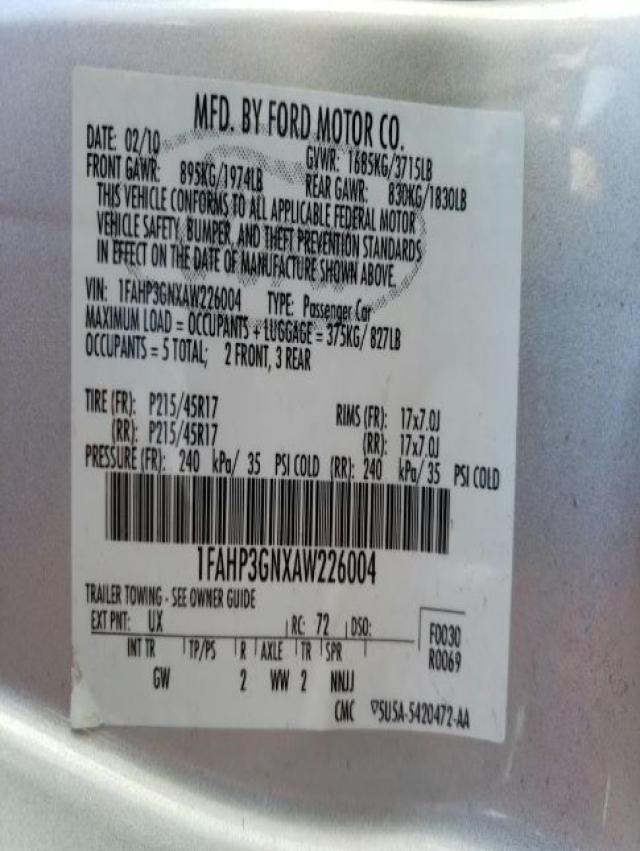 MFD. BY FORD MOTOR CO.
DATE: 02/10 GVWR: 1685KG/3715LB
FRONT GAWR: 895KG/1974LB REAR GAWR: 830KG/1830LB
THIS VEHICLE CONFORMS TO ALL APPLICABLE FEDERAL MOTOR
VEHICLE SAFETY, BUMPER, AND THEFT PREVENTION STANDARDS
IN EFFECT ON THE DATE OF MANUFACTURE SHOWN ABOVE.
VIN: 1FAHP3GNXAW226004 TYPE: Passenger Car
MAXIMUM LOAD = OCCUPANTS + LUGGAGE = 375KG/ 827LB
OCCUPANTS = 5 TOTAL; 2 FRONT, 3 REAR
TIRE (FR): P215/45R17 RIMS (FR): 17x7.0J
(RR): P215/45R17 (RR): 17x7.0J
PRESSURE (FR): 240 kPa/ 35 PSI COLD (RR): 240 kPa/ 35 PSI COLD
1FAHP3GNXAW226004
TRAILER TOWING - SEE OWNER GUIDE
EXT PNT: UX RC: 72 DSO: F0030
INT TR TP/PS R AXLE TR SPR R0069
GW 2 WW 2 NNJJ
CMC ▽5U5A-5420472-AA